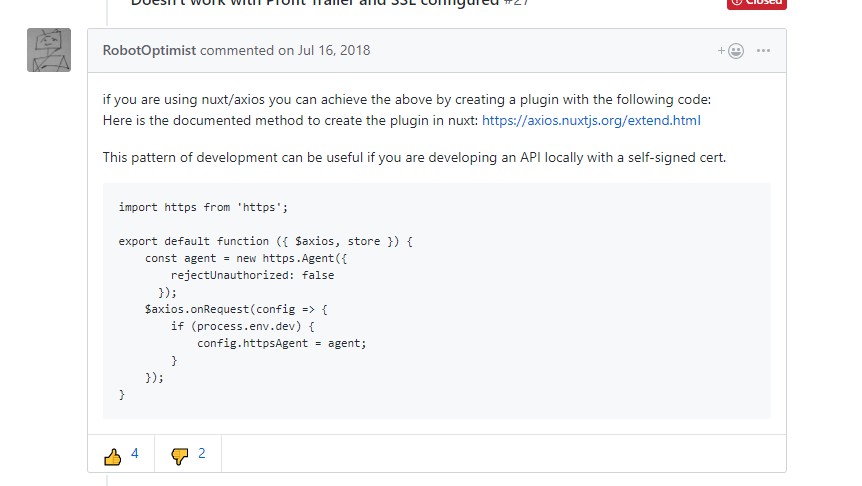 Doesn't work with Profit Trailer and SSL configured #27
Closed
RobotOptimist commented on Jul 16, 2018
if you are using nuxt/axios you can achieve the above by creating a plugin with the following code:
Here is the documented method to create the plugin in nuxt: https://axios.nuxtjs.org/extend.html
This pattern of development can be useful if you are developing an API locally with a self-signed cert.
import https from 'https';
export default function ({ $axios, store }) {
    const agent = new https.Agent({
        rejectUnauthorized: false
      });
    $axios.onRequest(config => {
        if (process.env.dev) {
            config.httpsAgent = agent;
        }
    });
}
4
2